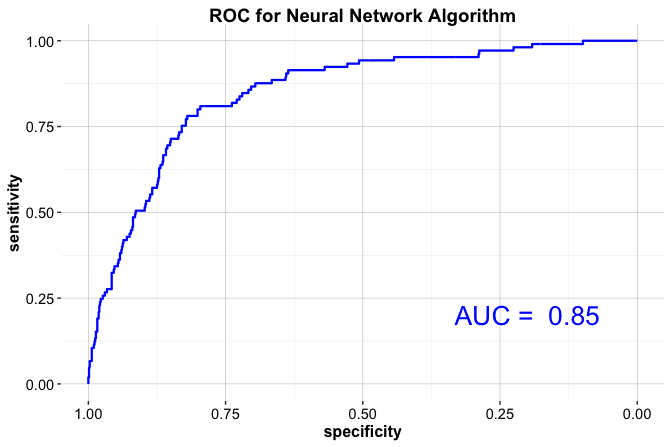 ROC for Neural Network Algorithm
1.00
0.75
0.50
0.25
0.00
sensitivity
AUC = 0.85
1.00 0.75 0.50 0.25 0.00
specificity